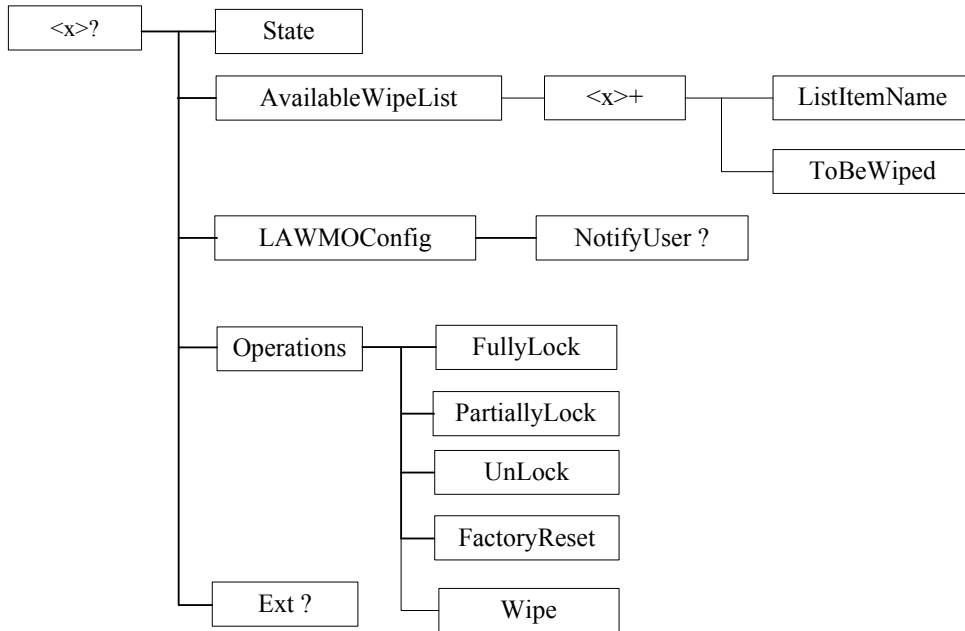 <x>?
State
AvailableWipeList
<x>+
ListItemName
ToBeWiped
LAWMOConfig
NotifyUser ?
Operations
FullyLock
PartiallyLock
UnLock
FactoryReset
Wipe
Ext ?